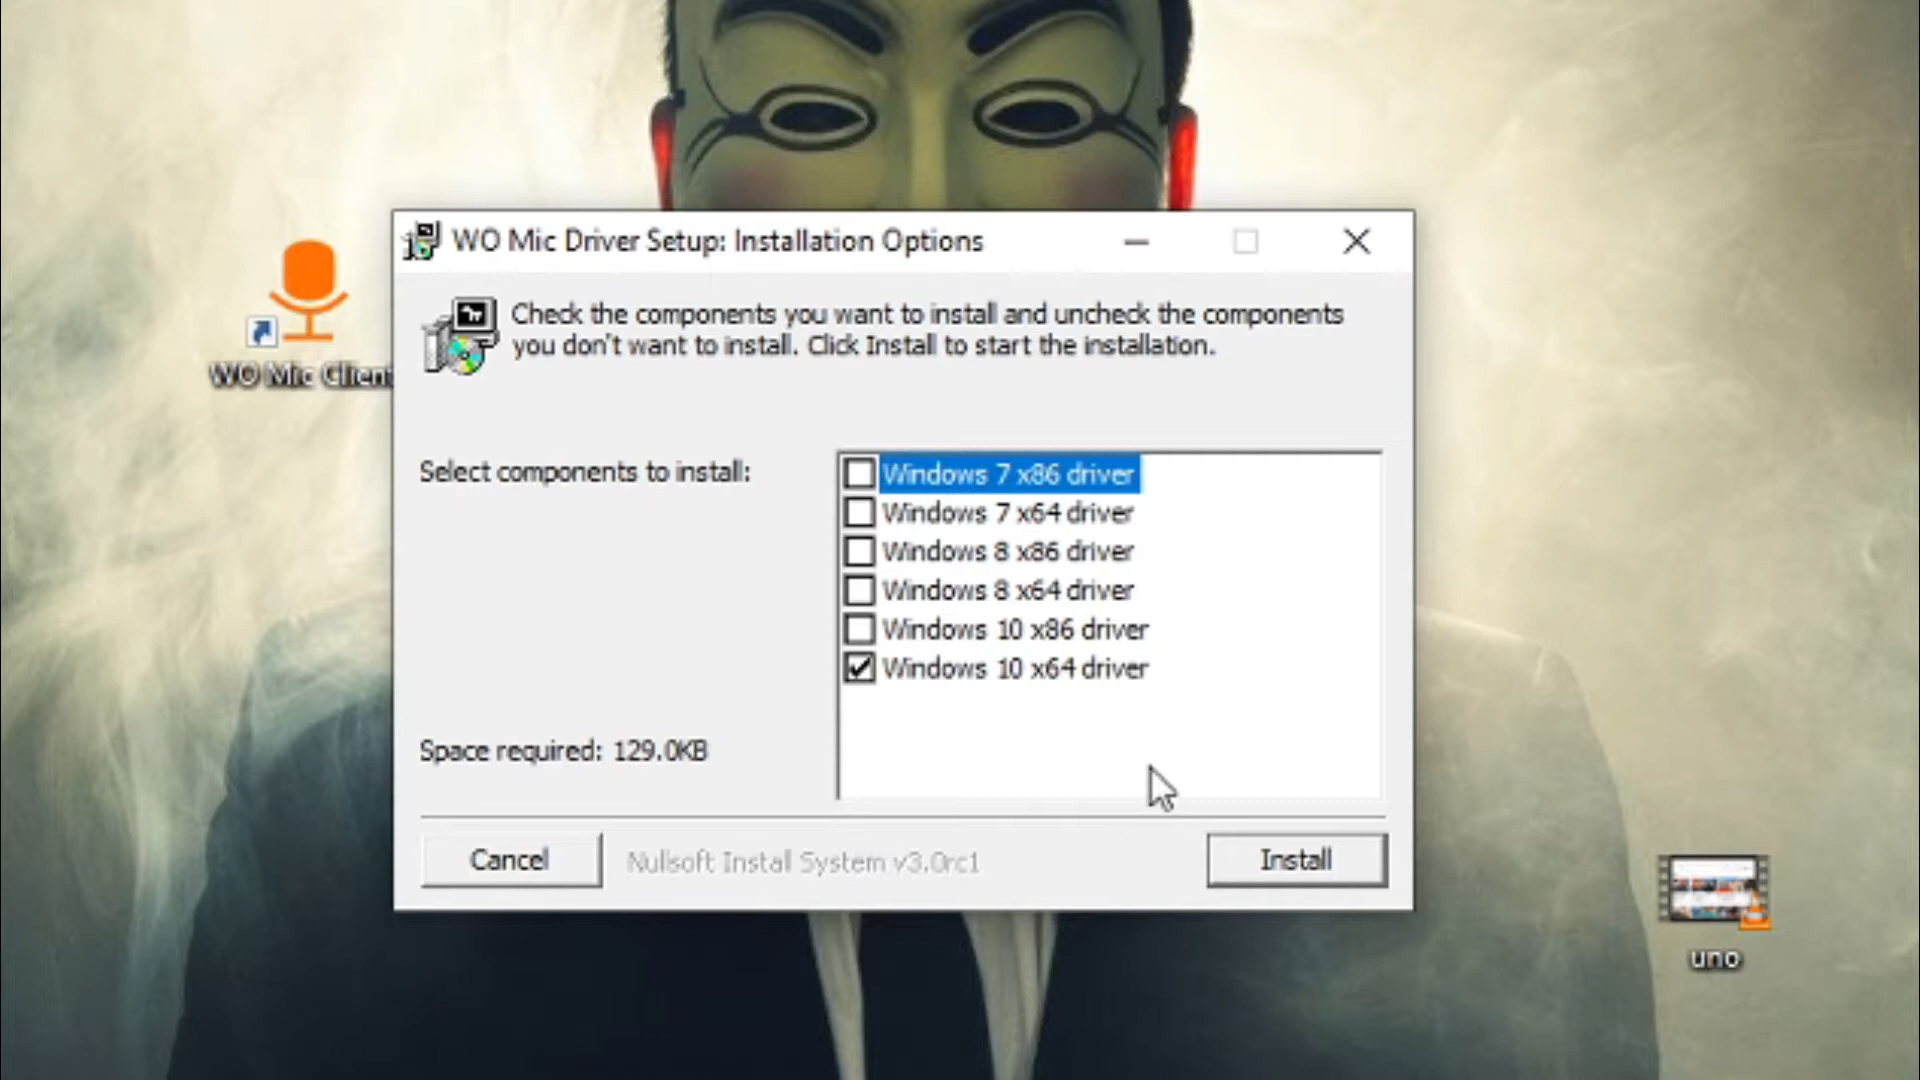 WO Mic Driver Setup: Installation Options
Check the components you want to install and uncheck the components
you don't want to install. Click Install to start the installation.
WO Mic Client
Select components to install:
Windows 7 x86 driver
Windows 7 x64 driver
Windows 8 x86 driver
Windows 8 x64 driver
Windows 10 x86 driver
Windows 10 x64 driver
Space required: 129.0KB
Cancel
Nullsoft Install System v3.0rc1
Install
uno